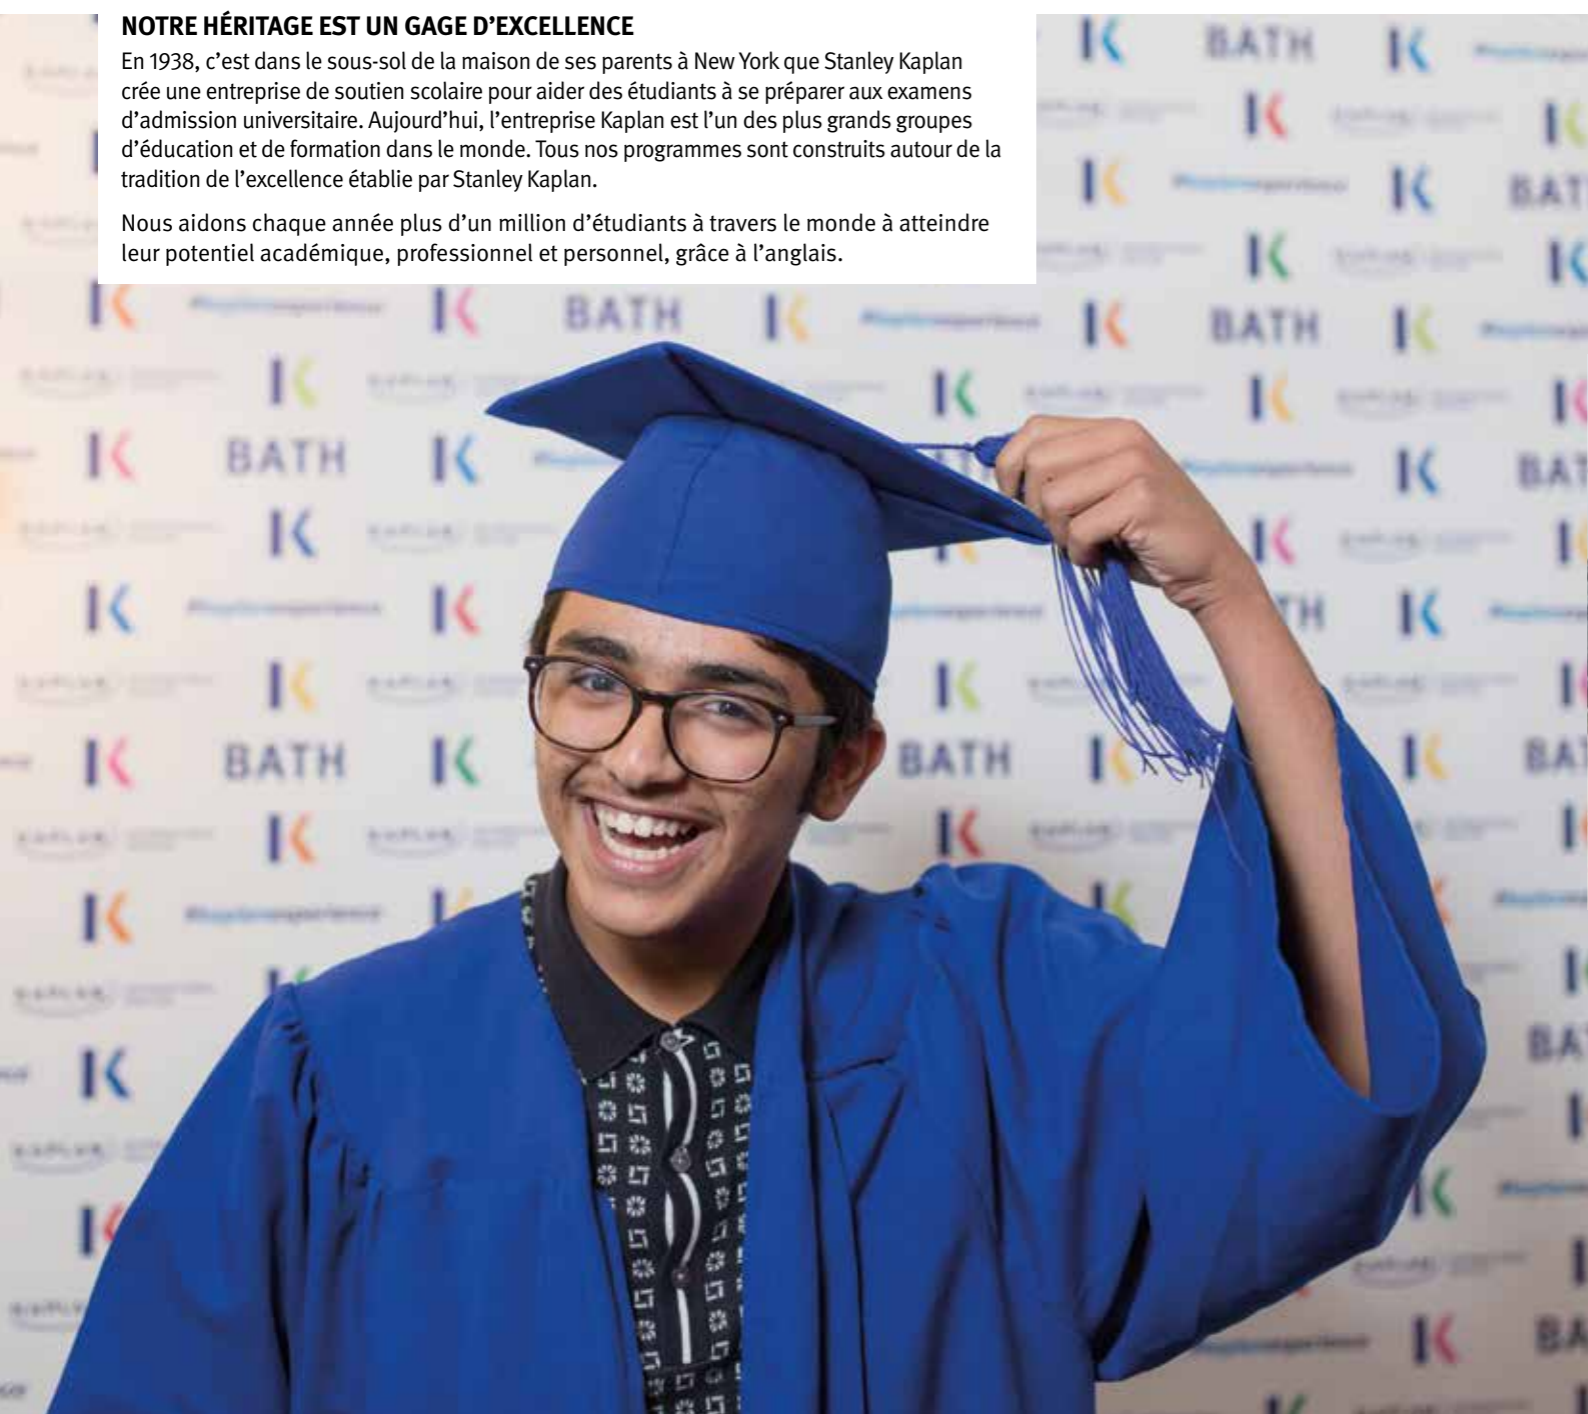 NOTRE HÉRITAGE EST UN GAGE D’EXCELLENCE
En 1938, c’est dans le sous-sol de la maison de ses parents à New York que Stanley Kaplan
crée une entreprise de soutien scolaire pour aider des étudiants à se préparer aux examens
d’admission universitaire. Aujourd’hui, l’entreprise Kaplan est l’un des plus grands groupes
d’éducation et de formation dans le monde. Tous nos programmes sont construits autour de la
tradition de l’excellence établie par Stanley Kaplan.
Nous aidons chaque année plus d’un million d’étudiants à travers le monde à atteindre
leur potentiel académique, professionnel et personnel, grâce à l’anglais.
K BATH K
K K
K K
K K
K K BATH K K BATH K
K K K
K BATH K K
K K
K K K
K K
K BATH K BATH K K
K K
K
K
K
K